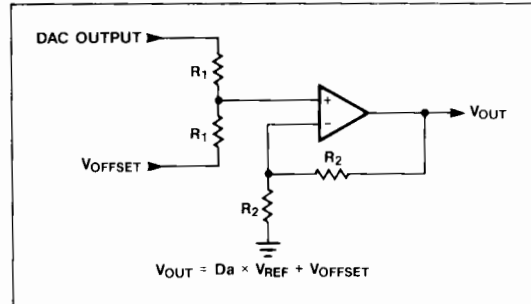 DAC OUTPUT
R1
R1
VOFFSET
+
−
VOUT
R2
R2
VOUT = Da × VREF + VOFFSET